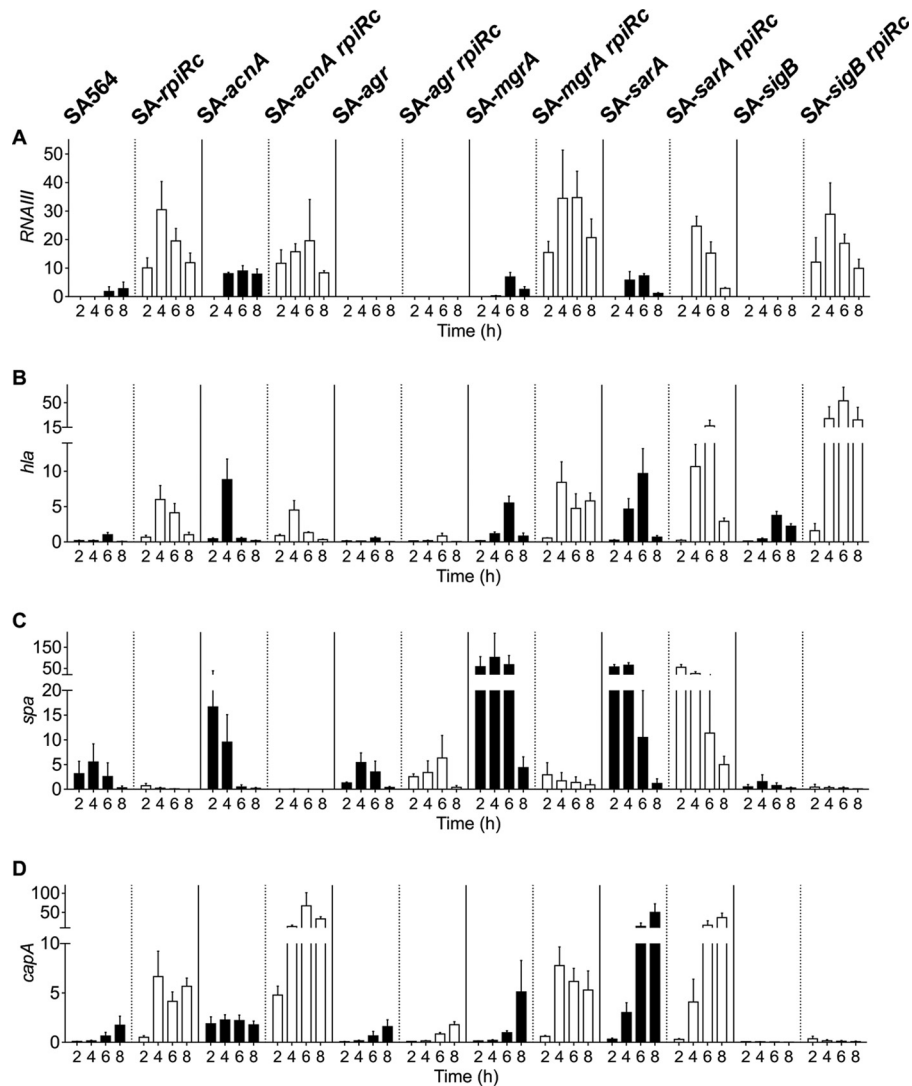 SA564 SA-rpiRc SA-acnA SA-acnA rpiRc SA-agr SA-agr rpiRc SA-mgrA SA-mgrA rpiRc SA-sarA SA-sarA rpiRc SA-sigB SA-sigB rpiRc
A
RNAIII
50
40
30
20
10
0
2 4 6 8 2 4 6 8 2 4 6 8 2 4 6 8 2 4 6 8 2 4 6 8 2 4 6 8 2 4 6 8 2 4 6 8 2 4 6 8 2 4 6 8 2 4 6 8
Time (h)
B
hla
50
15
10
5
0
2 4 6 8 2 4 6 8 2 4 6 8 2 4 6 8 2 4 6 8 2 4 6 8 2 4 6 8 2 4 6 8 2 4 6 8 2 4 6 8 2 4 6 8 2 4 6 8
Time (h)
C
spa
150
50
20
15
10
5
0
2 4 6 8 2 4 6 8 2 4 6 8 2 4 6 8 2 4 6 8 2 4 6 8 2 4 6 8 2 4 6 8 2 4 6 8 2 4 6 8 2 4 6 8 2 4 6 8
Time (h)
D
capA
100
50
10
5
0
2 4 6 8 2 4 6 8 2 4 6 8 2 4 6 8 2 4 6 8 2 4 6 8 2 4 6 8 2 4 6 8 2 4 6 8 2 4 6 8 2 4 6 8 2 4 6 8
Time (h)